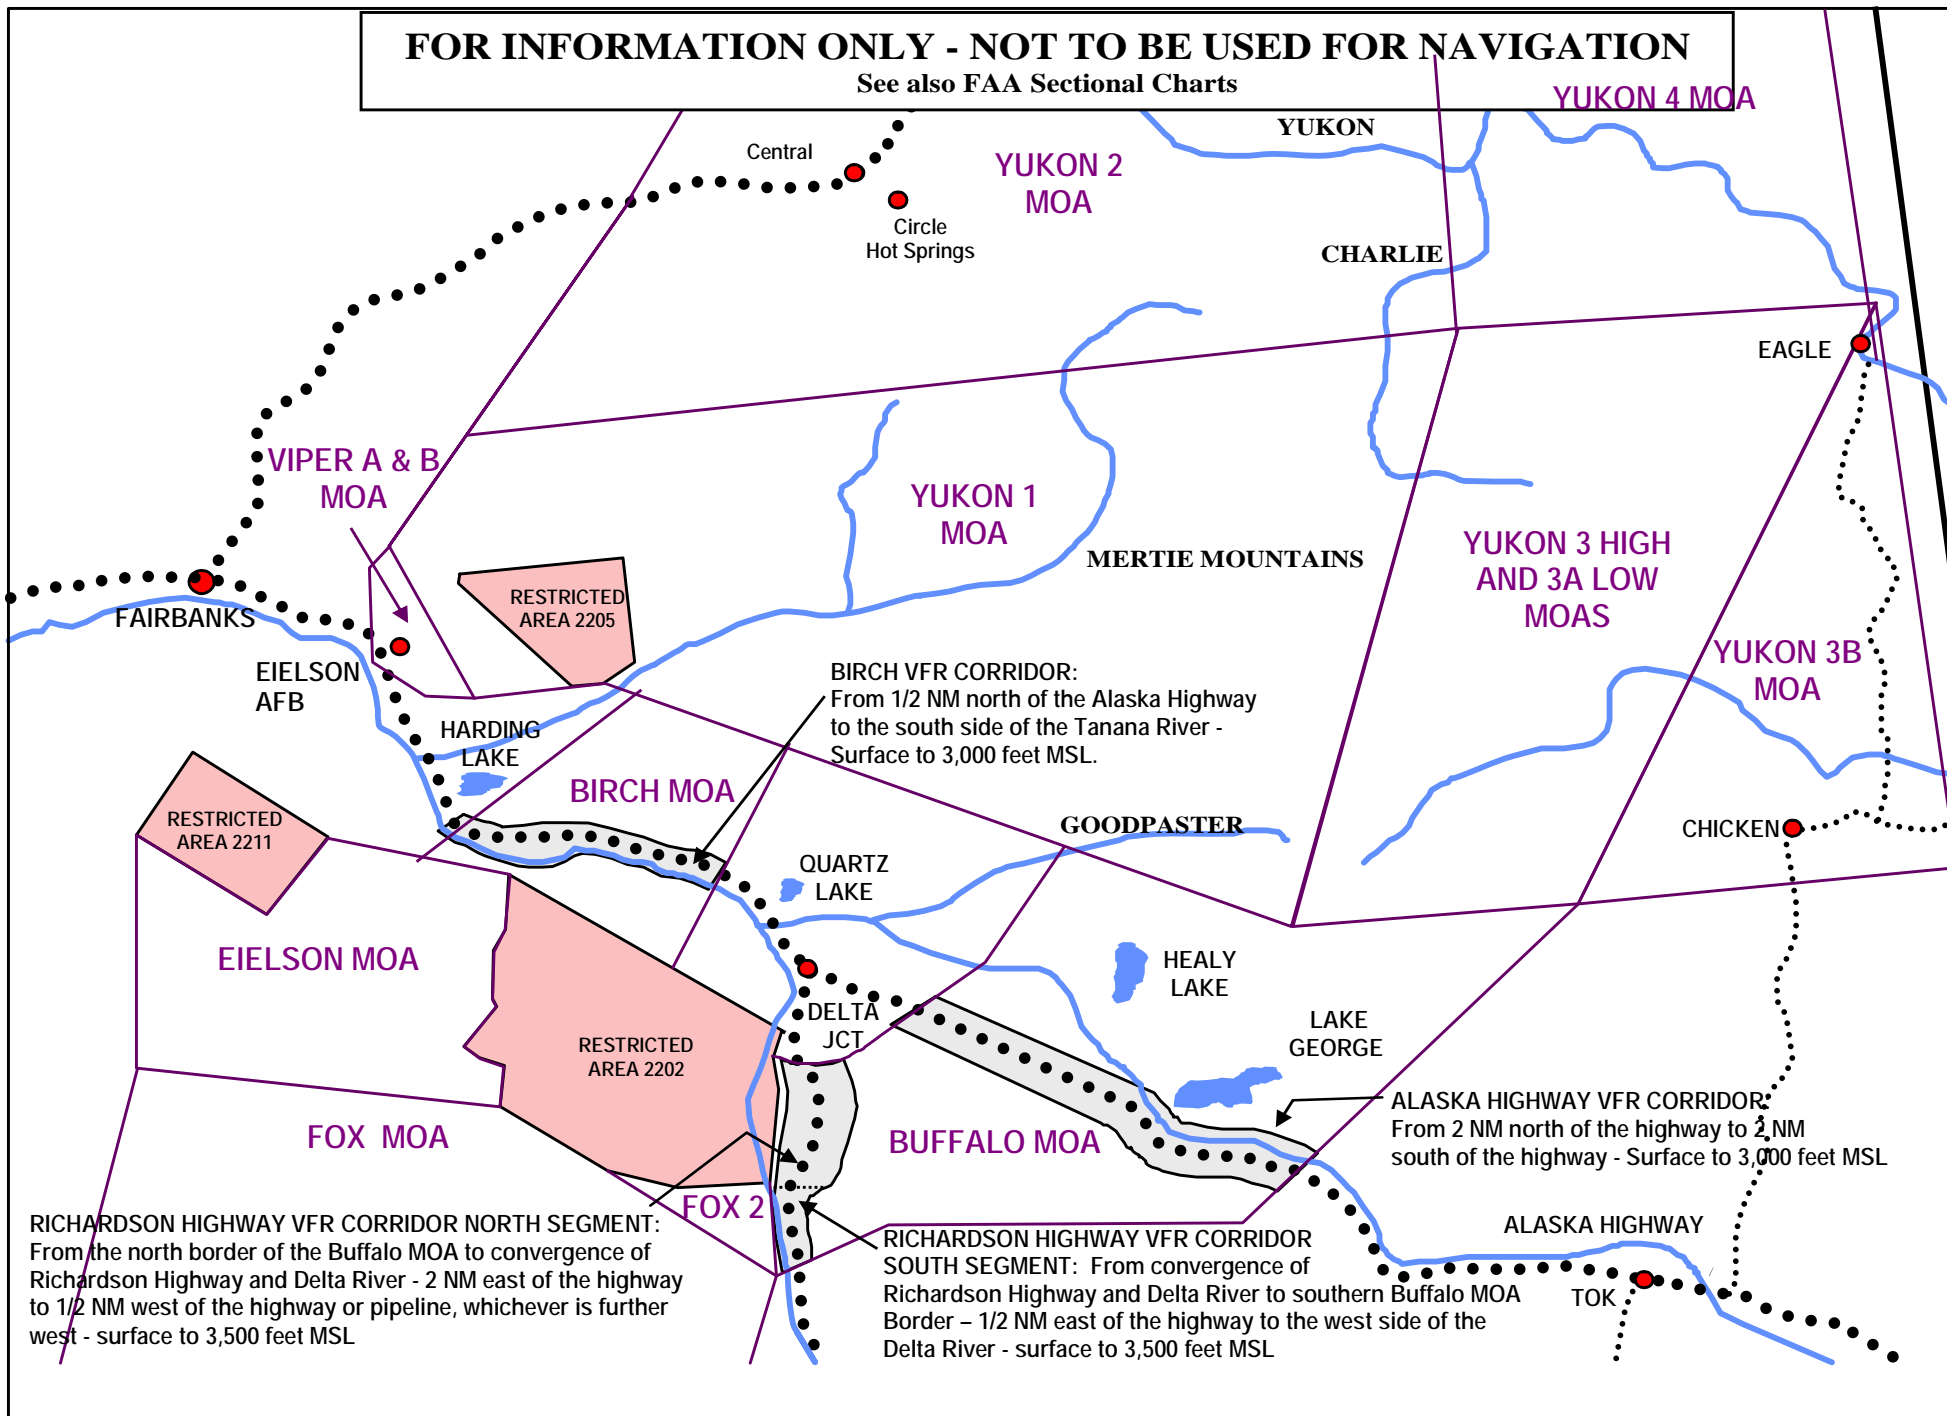 FOR INFORMATION ONLY - NOT TO BE USED FOR NAVIGATION
See also FAA Sectional Charts
YUKON 4 MOA
YUKON
Central
YUKON 2
MOA
Circle
Hot Springs
CHARLIE
EAGLE
VIPER A & B
MOA
YUKON 1
MOA
MERTIE MOUNTAINS
YUKON 3 HIGH
AND 3A LOW
MOAS
RESTRICTED
AREA 2205
FAIRBANKS
EIELSON
AFB
YUKON 3B
MOA
BIRCH VFR CORRIDOR:
From 1/2 NM north of the Alaska Highway
to the south side of the Tanana River -
Surface to 3,000 feet MSL.
HARDING
LAKE
BIRCH MOA
RESTRICTED
AREA 2211
GOODPASTER
CHICKEN
QUARTZ
LAKE
EIELSON MOA
HEALY
LAKE
DELTA
JCT
LAKE
GEORGE
RESTRICTED
AREA 2202
FOX MOA
BUFFALO MOA
ALASKA HIGHWAY VFR CORRIDOR
From 2 NM north of the highway to 2 NM
south of the highway - Surface to 3,000 feet MSL
FOX 2
RICHARDSON HIGHWAY VFR CORRIDOR NORTH SEGMENT:
From the north border of the Buffalo MOA to convergence of
Richardson Highway and Delta River - 2 NM east of the highway
to 1/2 NM west of the highway or pipeline, whichever is further
west - surface to 3,500 feet MSL
RICHARDSON HIGHWAY VFR CORRIDOR
SOUTH SEGMENT: From convergence of
Richardson Highway and Delta River to southern Buffalo MOA
Border – 1/2 NM east of the highway to the west side of the
Delta River - surface to 3,500 feet MSL
ALASKA HIGHWAY
TOK